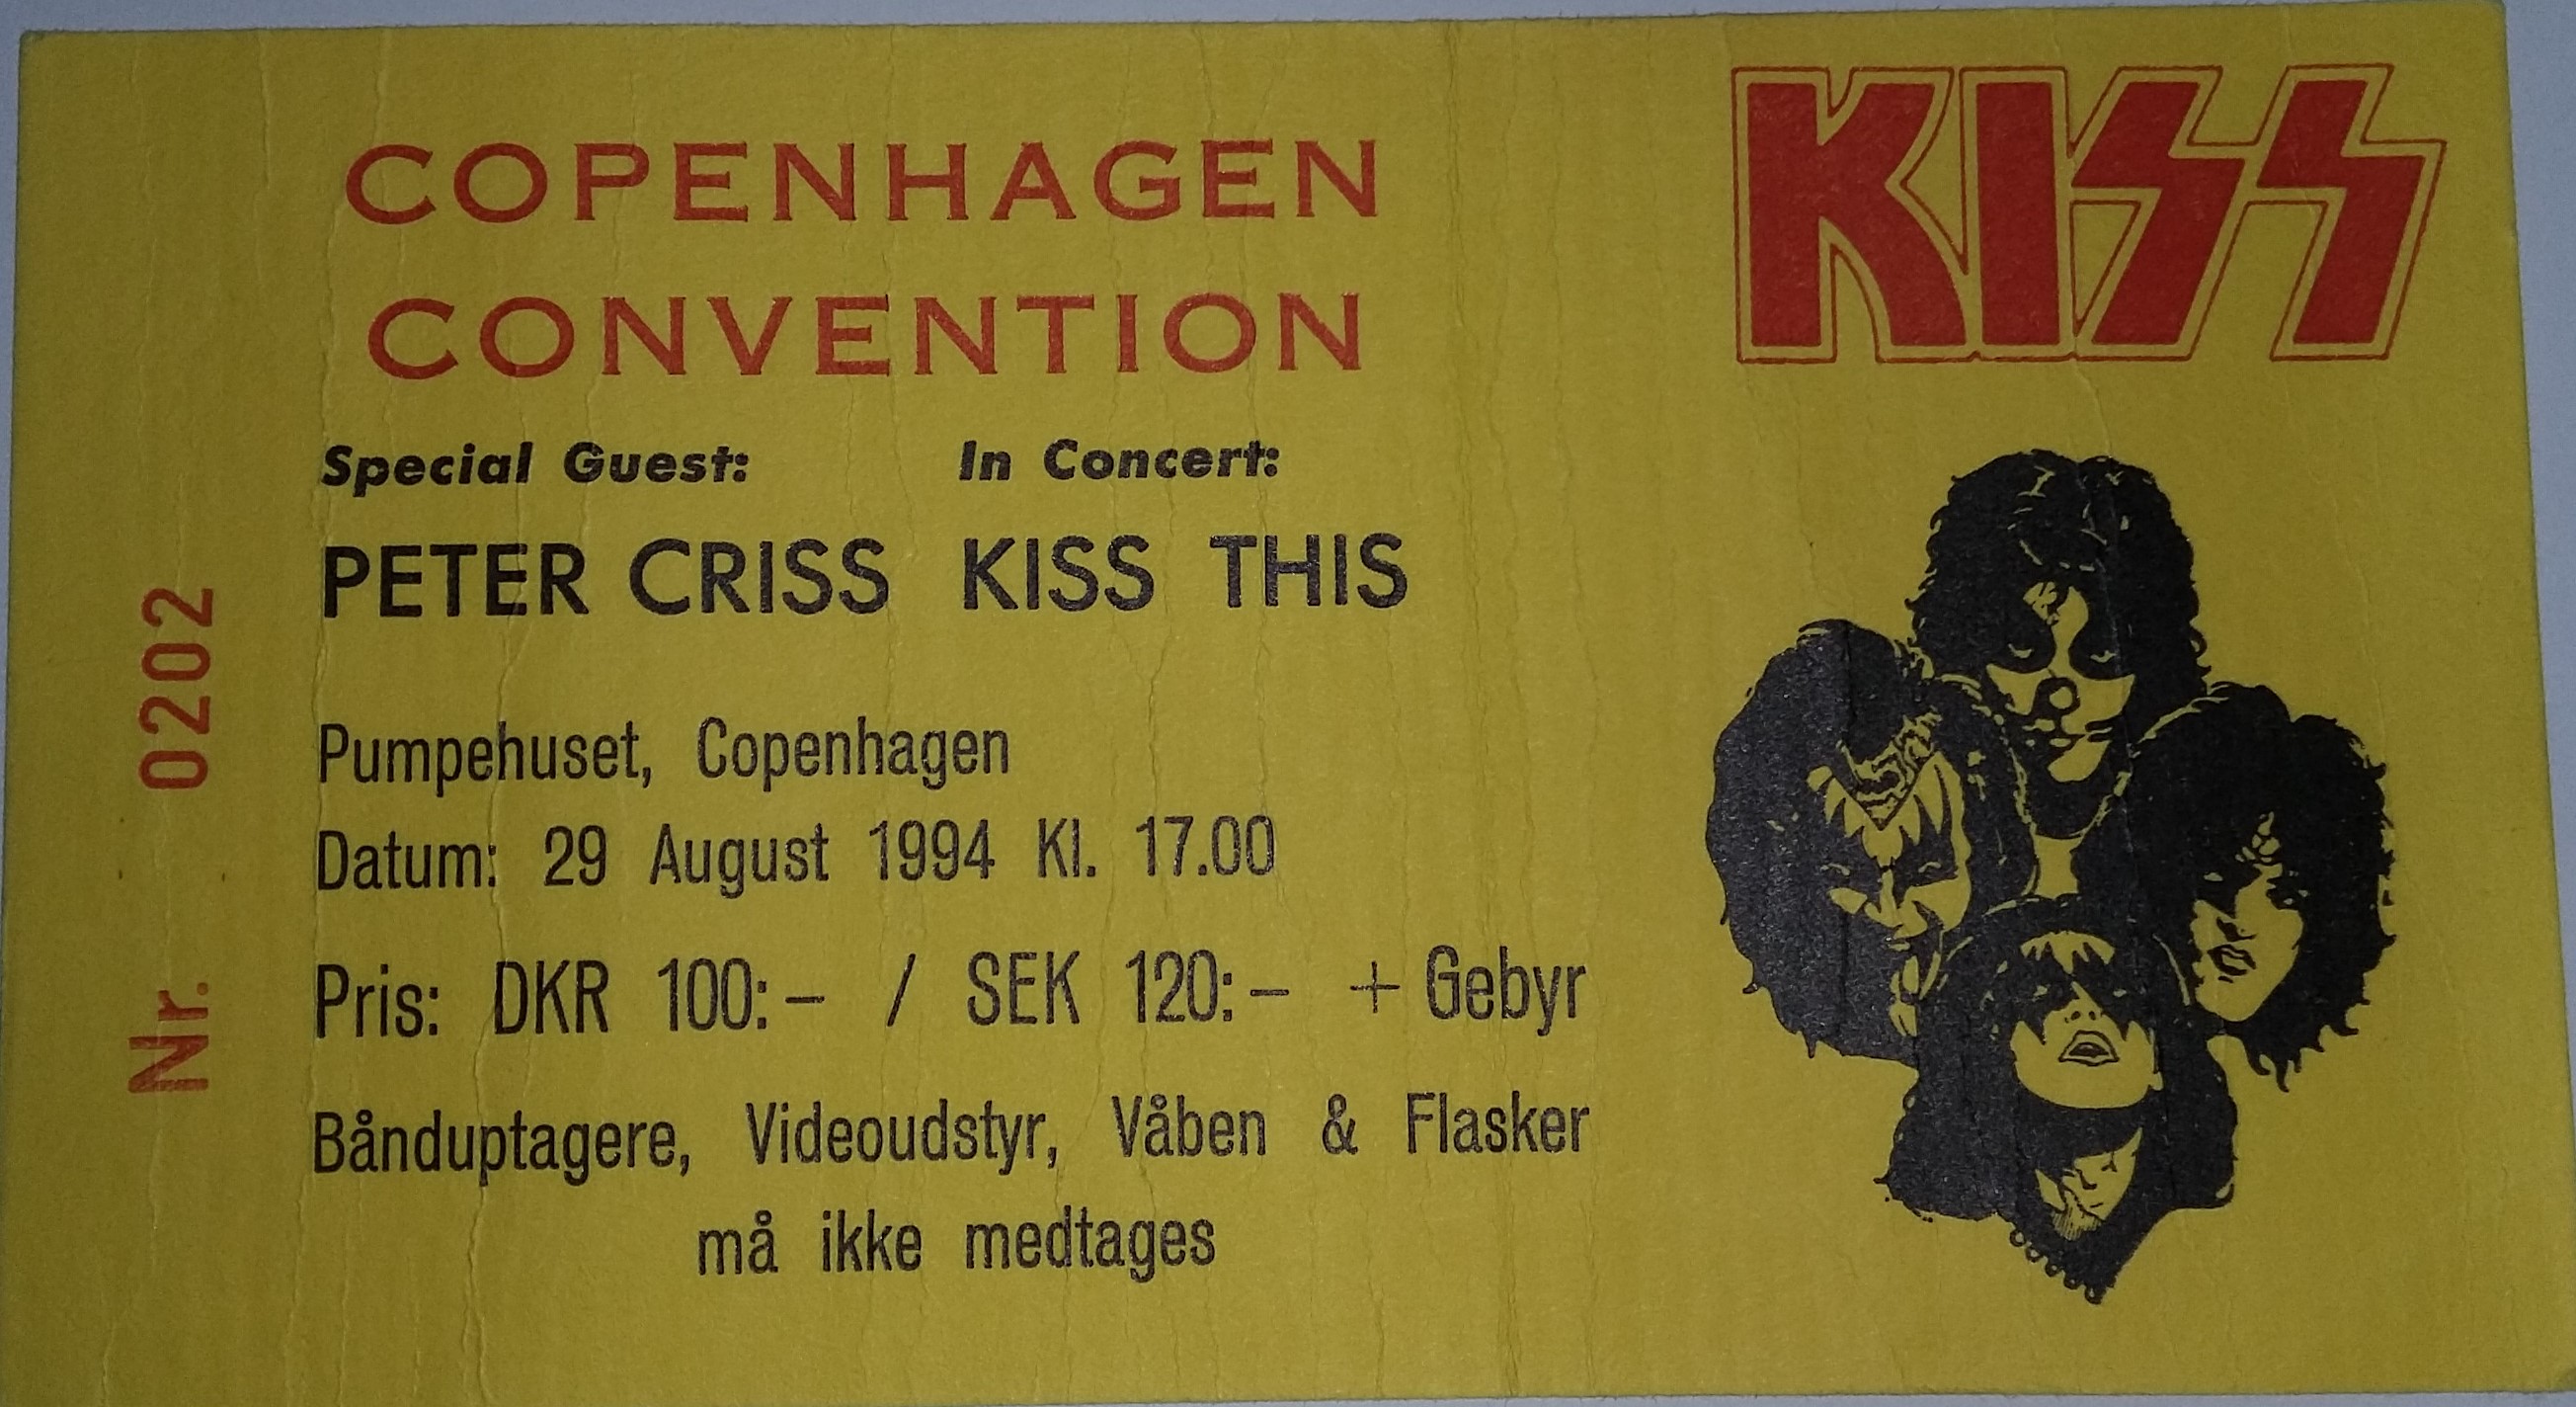 COPENHAGEN
CONVENTION
KISS
Special Guest: In Concert:
PETER CRISS KISS THIS
Pumpehuset, Copenhagen
Datum: 29 August 1994 Kl. 17.00
Pris: DKR 100:– / SEK 120:– + Gebyr
Bånduptagere, Videoudstyr, Våben & Flasker
må ikke medtages
Nr. 0202